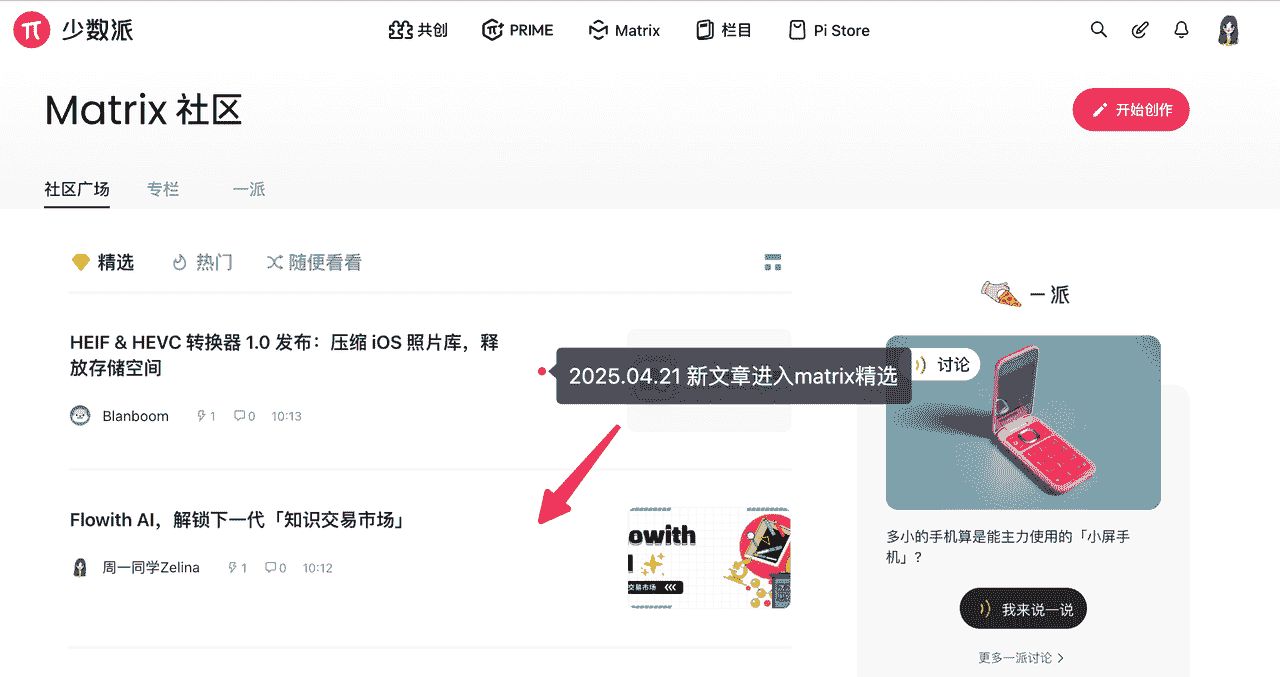 少数派
共创
PRIME
Matrix
栏目
Pi Store
Matrix 社区
开始创作
社区广场
专栏
一派
精选
热门
随便看看
HEIF & HEVC 转换器 1.0 发布：压缩 iOS 照片库，释
放存储空间
Blanboom
1
0
10:13
2025.04.21 新文章进入matrix精选
Flowith AI，解锁下一代「知识交易市场」
周一同学Zelina
1
0
10:12
owith
I
交易市场
一派
讨论
多小的手机算是能主力使用的「小屏手
机」？
我来说一说
更多一派讨论